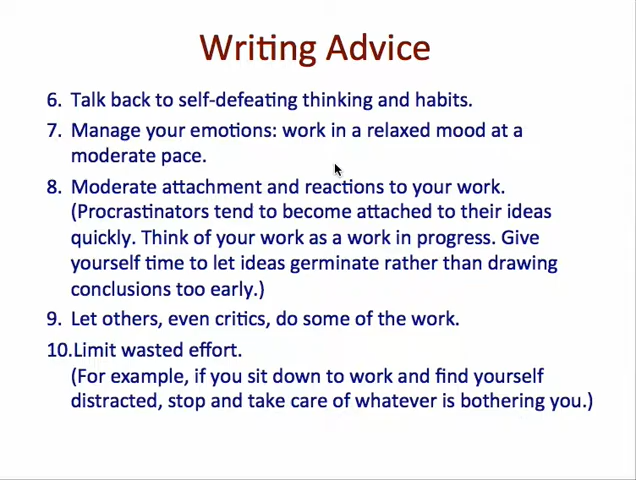 Writing Advice
6. Talk back to self-defeating thinking and habits.
7. Manage your emotions: work in a relaxed mood at a
moderate pace.
8. Moderate attachment and reactions to your work.
(Procrastinators tend to become attached to their ideas
quickly. Think of your work as a work in progress. Give
yourself time to let ideas germinate rather than drawing
conclusions too early.)
9. Let others, even critics, do some of the work.
10.Limit wasted effort.
(For example, if you sit down to work and find yourself
distracted, stop and take care of whatever is bothering you.)